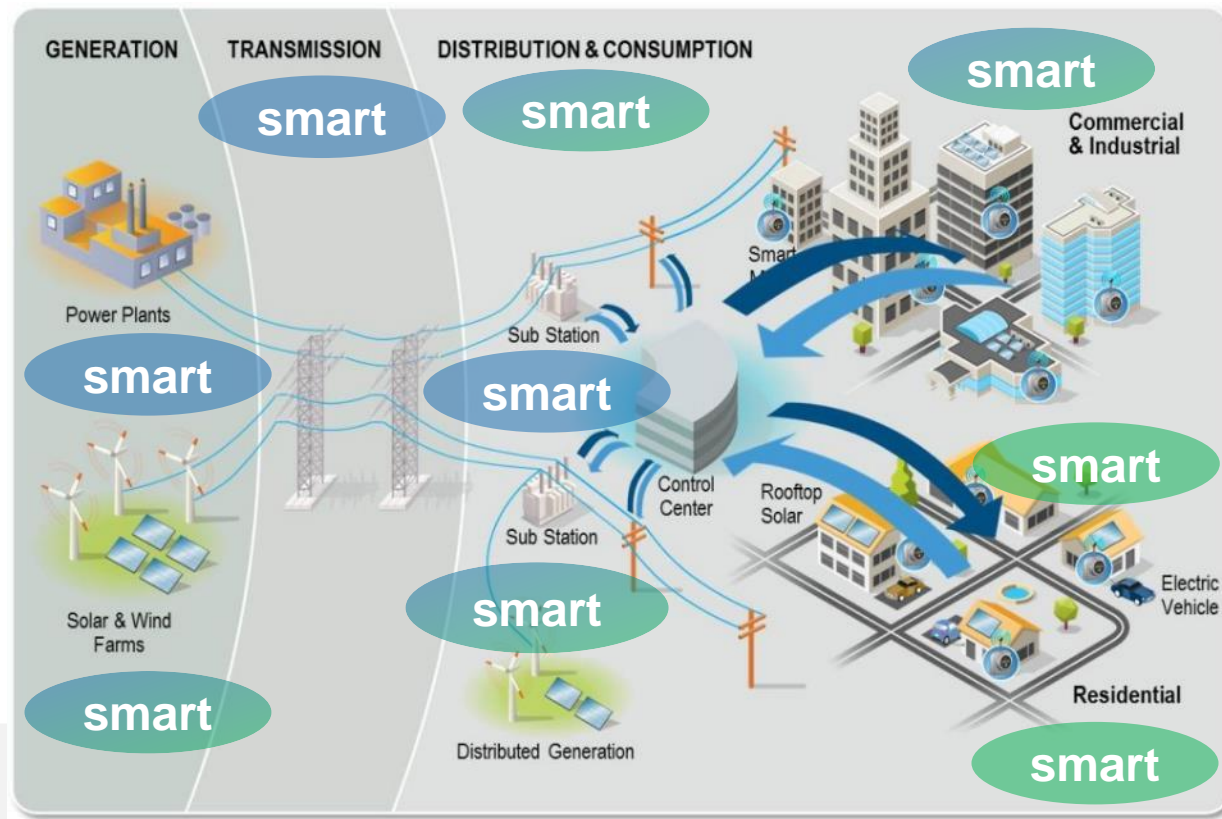 GENERATION
TRANSMISSION
DISTRIBUTION & CONSUMPTION
smart
smart
smart
Commercial
& Industrial
Power Plants
Sub Station
Smart
smart
smart
smart
Control
Center
Rooftop
Solar
Sub Station
Electric
Vehicle
Solar & Wind
Farms
smart
smart
Distributed Generation
Residential
smart